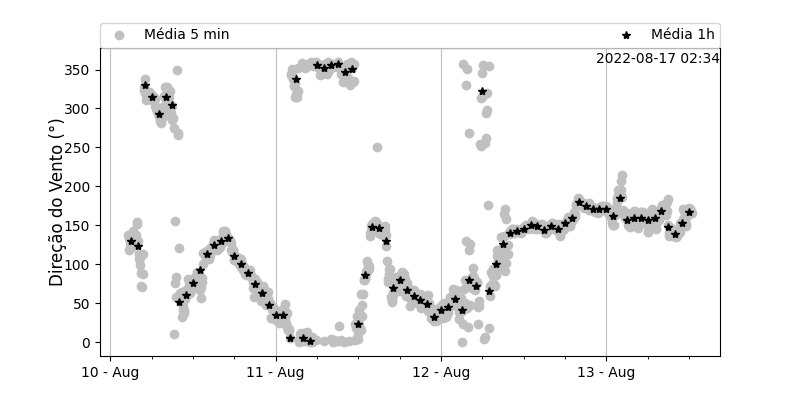 Média 5 min
Média 1h
2022-08-17 02:34
Direção do Vento (°)
350
300
250
200
150
100
50
0
10 - Aug
11 - Aug
12 - Aug
13 - Aug